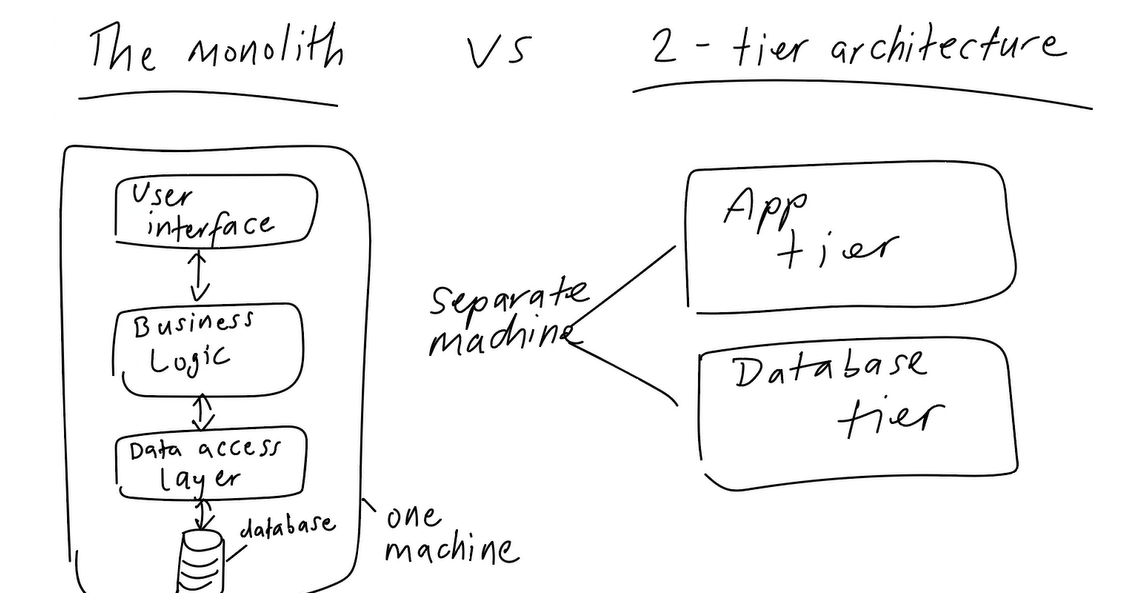 The monolith VS 2-tier architecture
User
interface
Business
Logic
Data access
layer
database
one
machine
separate
machine
App
tier
Database
tier